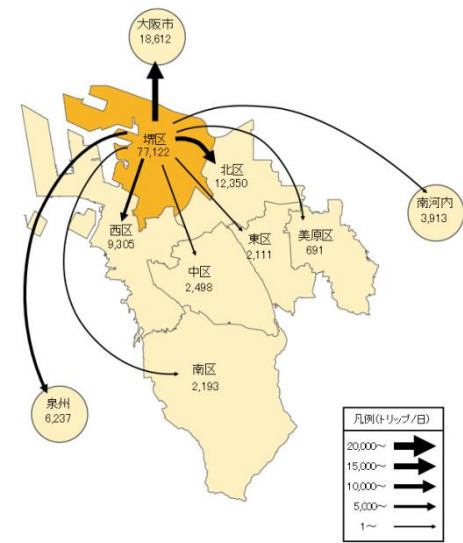 大阪市
18,612
堺区
77,122
北区
12,350
南河内
3,913
西区
9,305
東区
2,111
美原区
691
中区
2,498
南区
2,193
泉州
6,237
凡例(トリップ/日)
20,000～
15,000～
10,000～
5,000～
1～